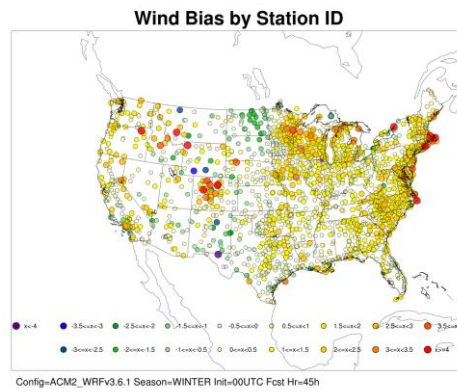 Wind Bias by Station ID
x<-4 -3.5<=x<-3 -2.5<=x<-2 -1.5<=x<-1 -0.5<=x<0 0.5<=x<1 1.5<=x<2 2.5<=x<3 3.5<=x
-3<=x<-2.5 -2<=x<-1.5 -1<=x<-0.5 0<=x<0.5 1<=x<1.5 2<=x<2.5 3<=x<3.5 x>=4
Config=ACM2_WRFv3.6.1 Season=WINTER Init=00UTC Fcst Hr=45h